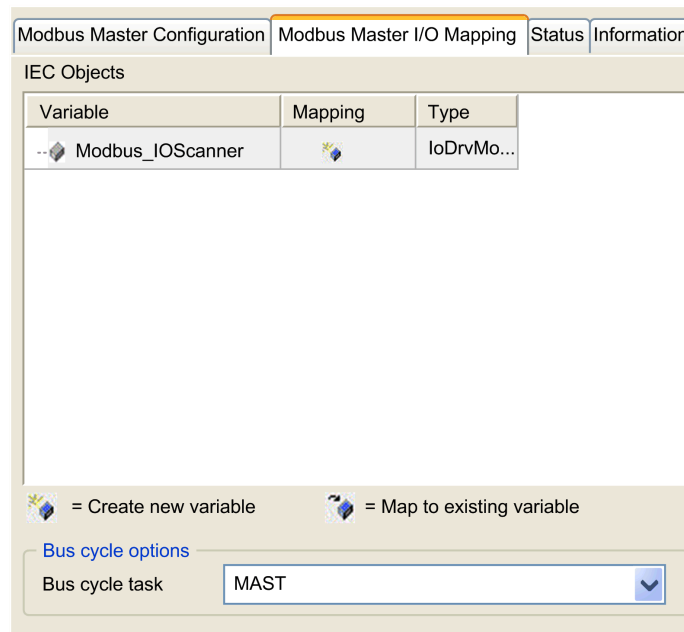 Modbus Master Configuration Modbus Master I/O Mapping Status Information
IEC Objects
Variable Mapping Type
Modbus_IOScanner IoDrvMo...
= Create new variable = Map to existing variable
Bus cycle options
Bus cycle task MAST